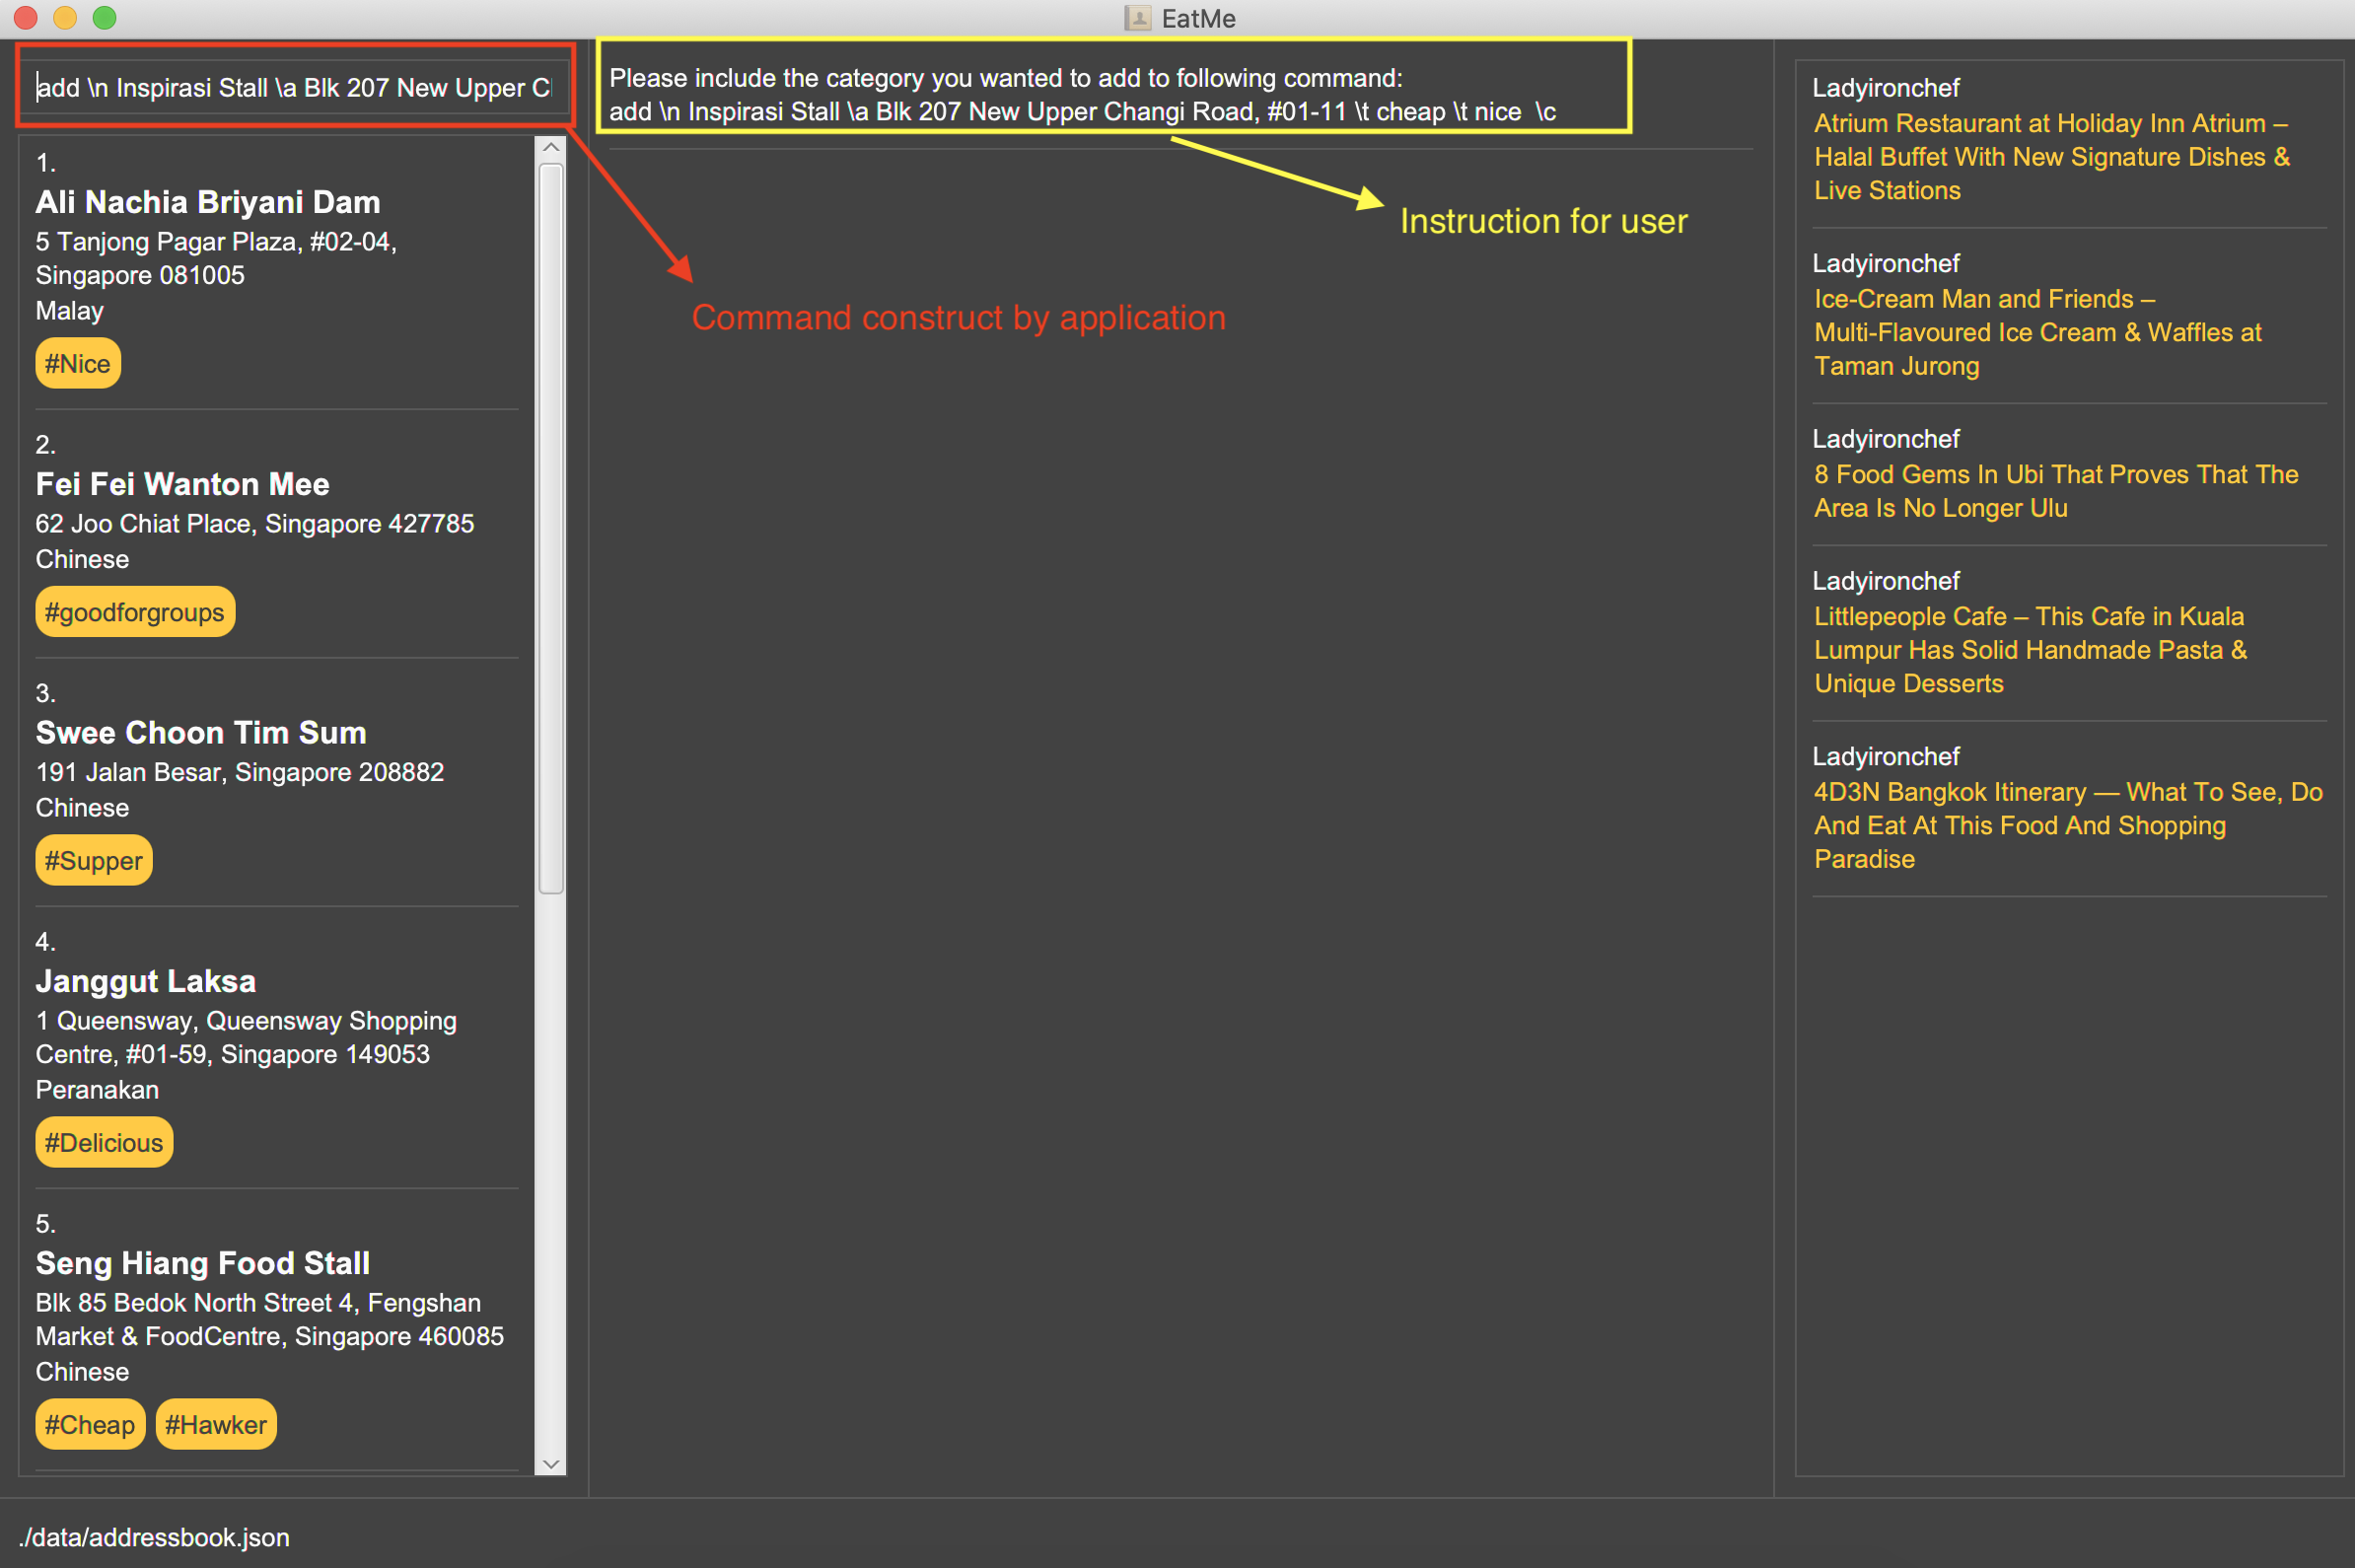 EatMe
add \n Inspirasi Stall \a Blk 207 New Upper C
Please include the category you wanted to add to following command:
add \n Inspirasi Stall \a Blk 207 New Upper Changi Road, #01-11 \t cheap \t nice  \c
Instruction for user
Command construct by application
1.
Ali Nachia Briyani Dam
5 Tanjong Pagar Plaza, #02-04,
Singapore 081005
Malay
#Nice
2.
Fei Fei Wanton Mee
62 Joo Chiat Place, Singapore 427785
Chinese
#goodforgroups
3.
Swee Choon Tim Sum
191 Jalan Besar, Singapore 208882
Chinese
#Supper
4.
Janggut Laksa
1 Queensway, Queensway Shopping
Centre, #01-59, Singapore 149053
Peranakan
#Delicious
5.
Seng Hiang Food Stall
Blk 85 Bedok North Street 4, Fengshan
Market & FoodCentre, Singapore 460085
Chinese
#Cheap #Hawker
Ladyironchef
Atrium Restaurant at Holiday Inn Atrium –
Halal Buffet With New Signature Dishes &
Live Stations
Ladyironchef
Ice-Cream Man and Friends –
Multi-Flavoured Ice Cream & Waffles at
Taman Jurong
Ladyironchef
8 Food Gems In Ubi That Proves That The
Area Is No Longer Ulu
Ladyironchef
Littlepeople Cafe – This Cafe in Kuala
Lumpur Has Solid Handmade Pasta &
Unique Desserts
Ladyironchef
4D3N Bangkok Itinerary — What To See, Do
And Eat At This Food And Shopping
Paradise
./data/addressbook.json